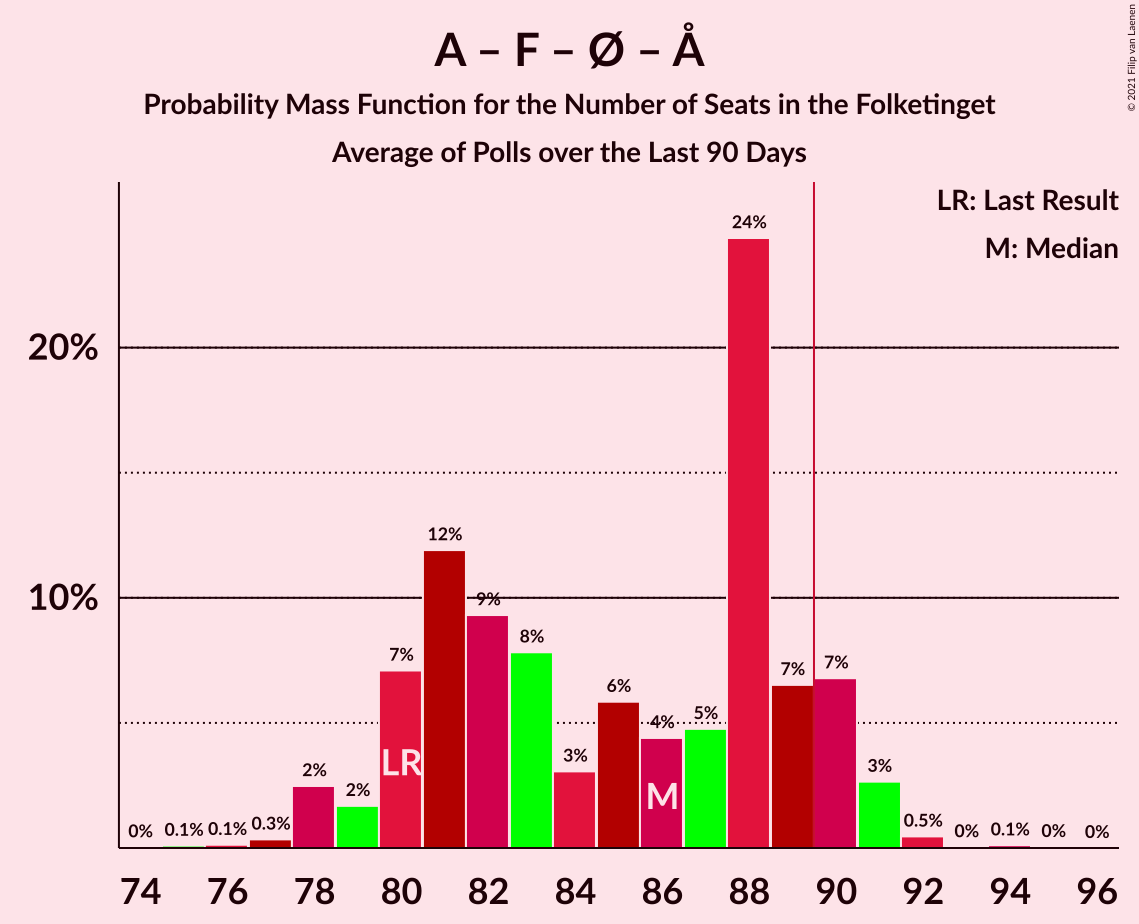 A – F – Ø – Å
Probability Mass Function for the Number of Seats in the Folketinget
Average of Polls over the Last 90 Days
© 2021 Filip van Laenen
LR: Last Result
M: Median
24%
20%
12%
10%
9%
8%
7%
7%
7%
6%
4%
5%
3%
3%
2%
2%
0%
0.1%
0.1%
0.3%
0.5%
0%
0.1%
0%
0%
LR
M
74 76 78 80 82 84 86 88 90 92 94 96